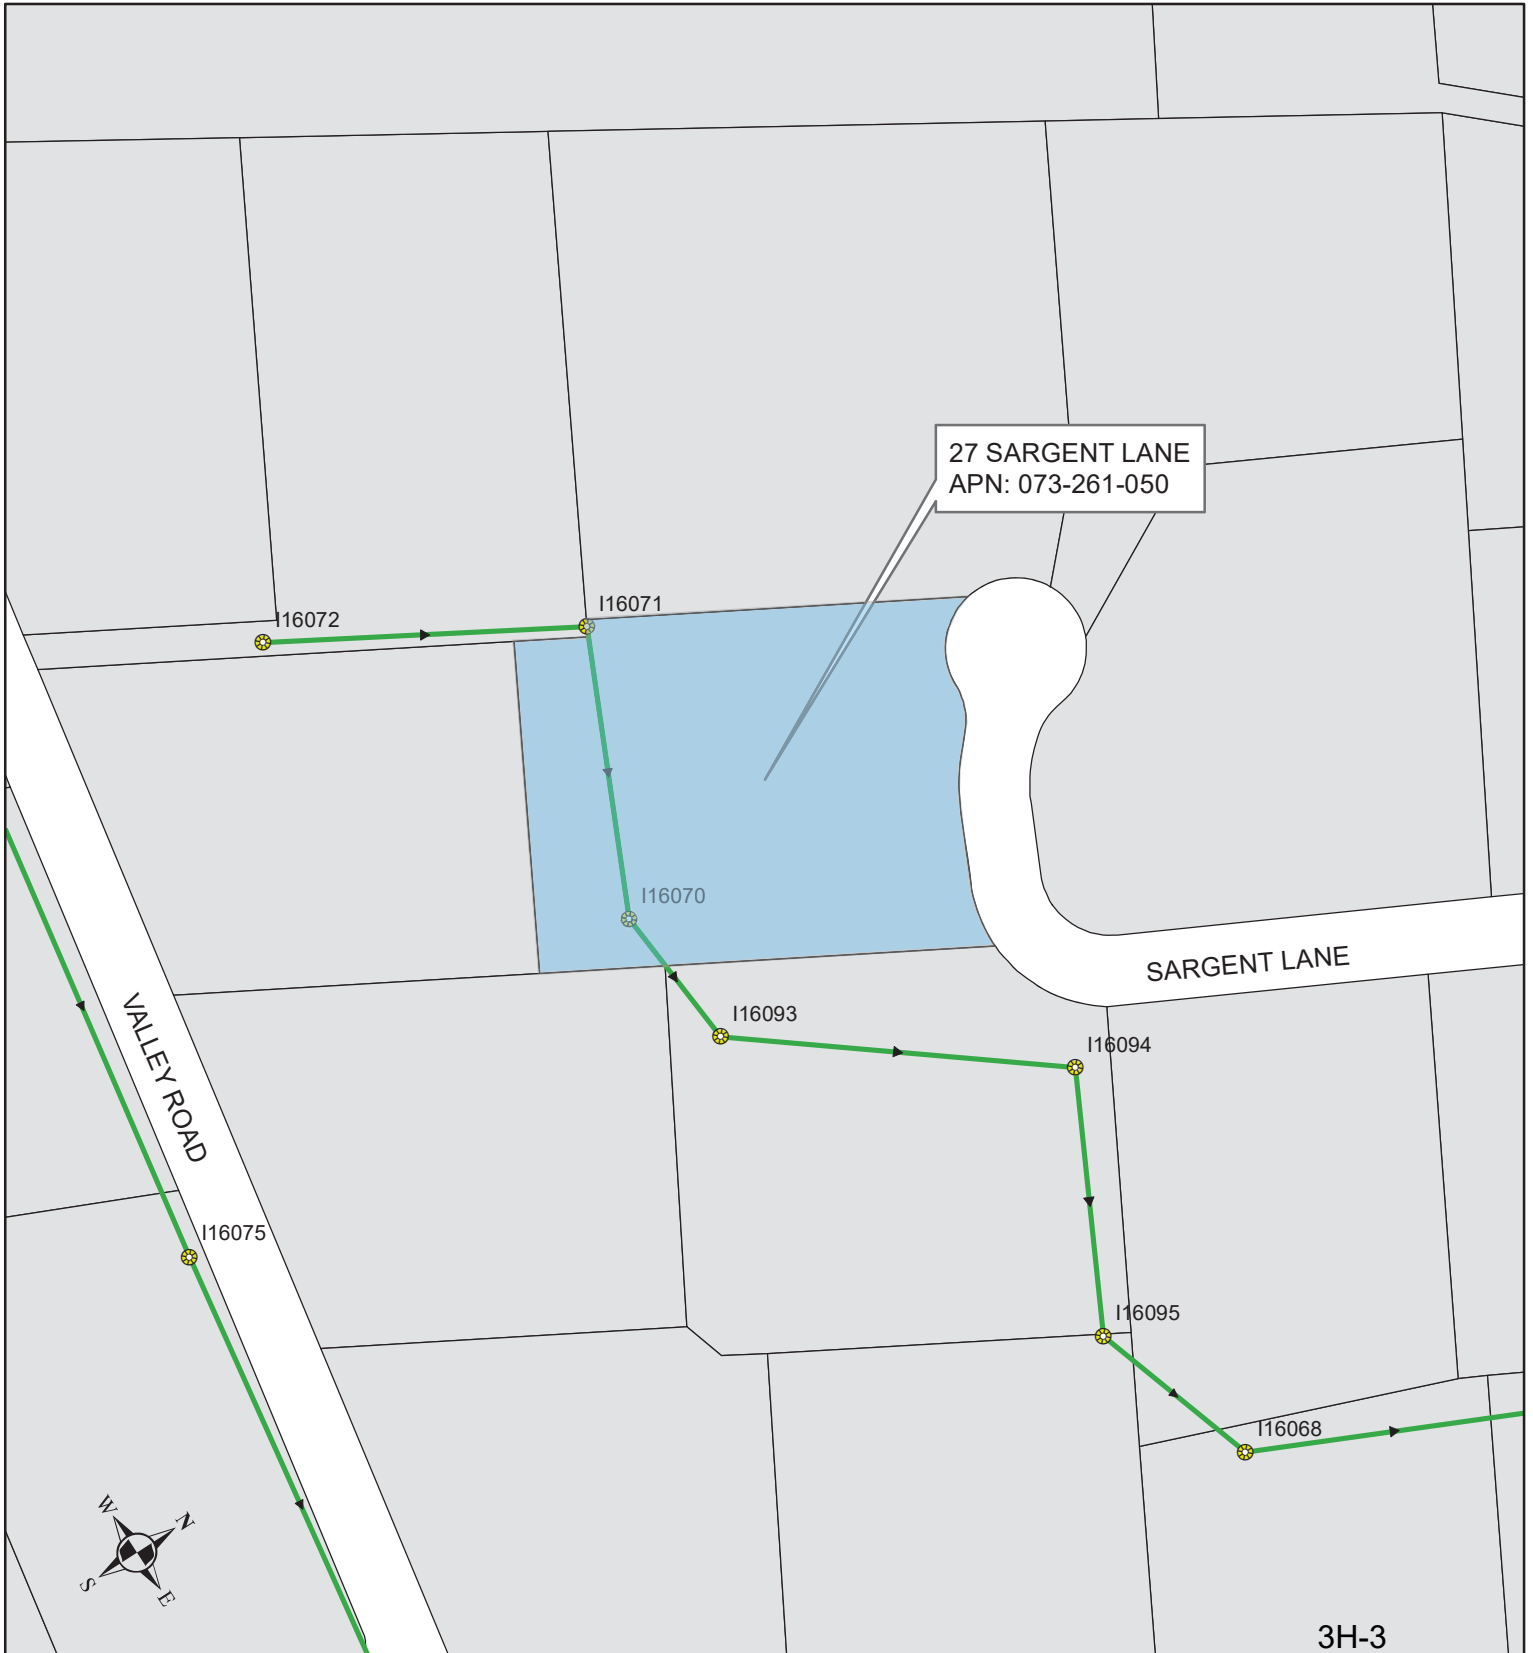 27 SARGENT LANE
APN: 073-261-050
I16071
I16072
I16070
SARGENT LANE
I16093
I16094
VALLEY ROAD
I16075
I16095
I16068
W
N
S
E
3H-3